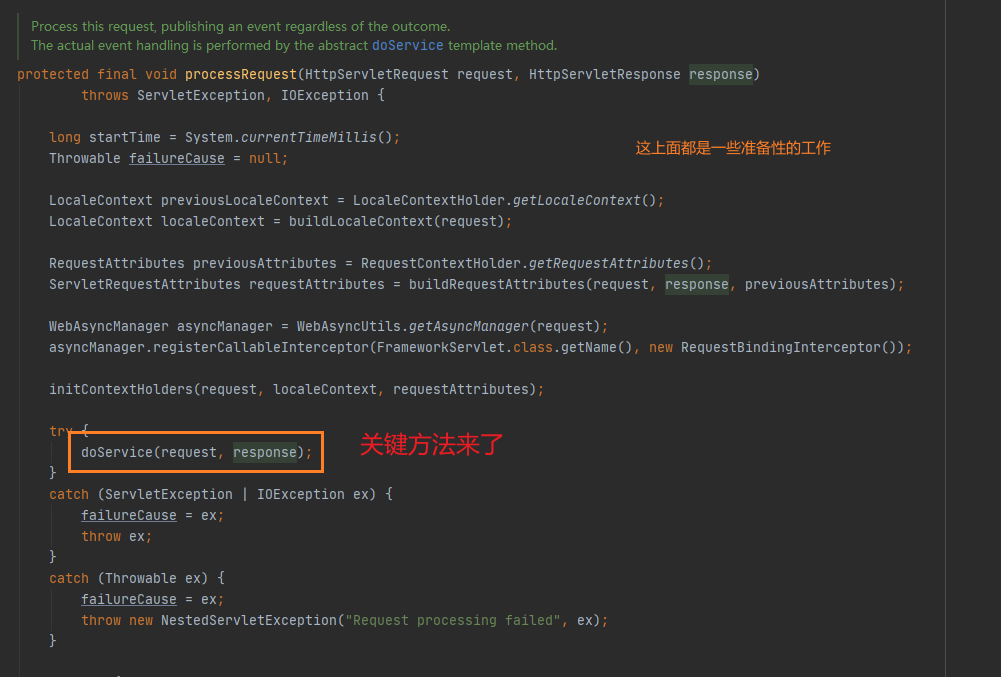 Process this request, publishing an event regardless of the outcome.
The actual event handling is performed by the abstract doService template method.
protected final void processRequest(HttpServletRequest request, HttpServletResponse response)
throws ServletException, IOException {
long startTime = System.currentTimeMillis();
这上面都是一些准备性的工作
Throwable failureCause = null;
LocaleContext previousLocaleContext = LocaleContextHolder.getLocaleContext();
LocaleContext localeContext = buildLocaleContext(request);
RequestAttributes previousAttributes = RequestContextHolder.getRequestAttributes();
ServletRequestAttributes requestAttributes = buildRequestAttributes(request, response, previousAttributes);
WebAsyncManager asyncManager = WebAsyncUtils.getAsyncManager(request);
asyncManager.registerCallableInterceptor(FrameworkServlet.class.getName(), new RequestBindingInterceptor());
initContextHolders(request, localeContext, requestAttributes);
try {
doService(request, response);
关键方法来了
}
catch (ServletException | IOException ex) {
failureCause = ex;
throw ex;
}
catch (Throwable ex) {
failureCause = ex;
throw new NestedServletException("Request processing failed", ex);
}